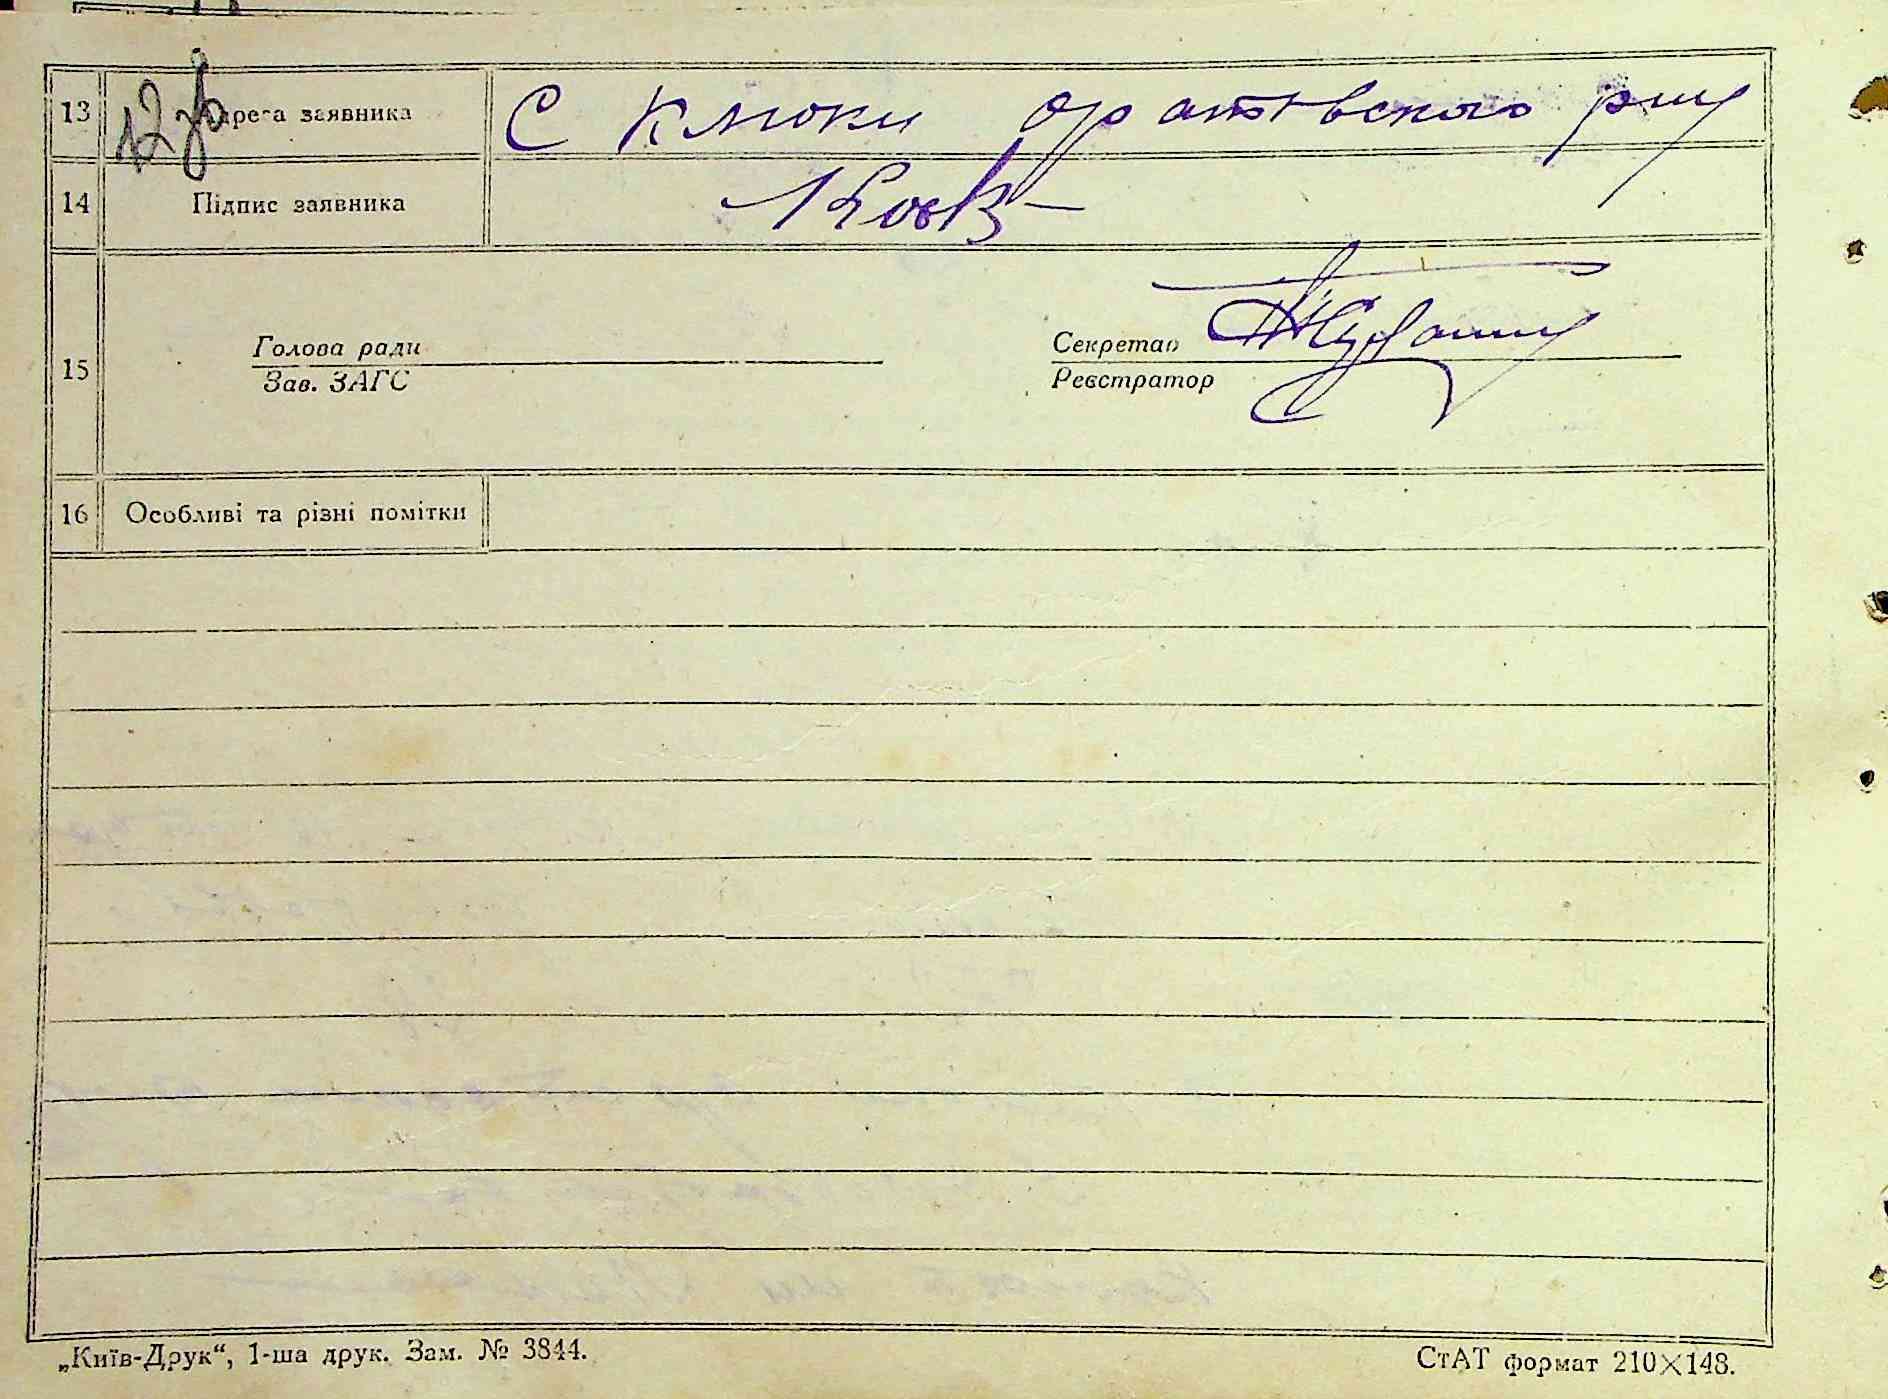 13 Адреса заявника С Клюки оратовского р-ну
14 Підпис заявника
Голова ради Секретар
15
Зав. ЗАГС Реєстратор
16 Особливі та різні помітки
„Київ-Друк“, 1-ша друк. Зам. № 3844. СтАТ формат 210×148.